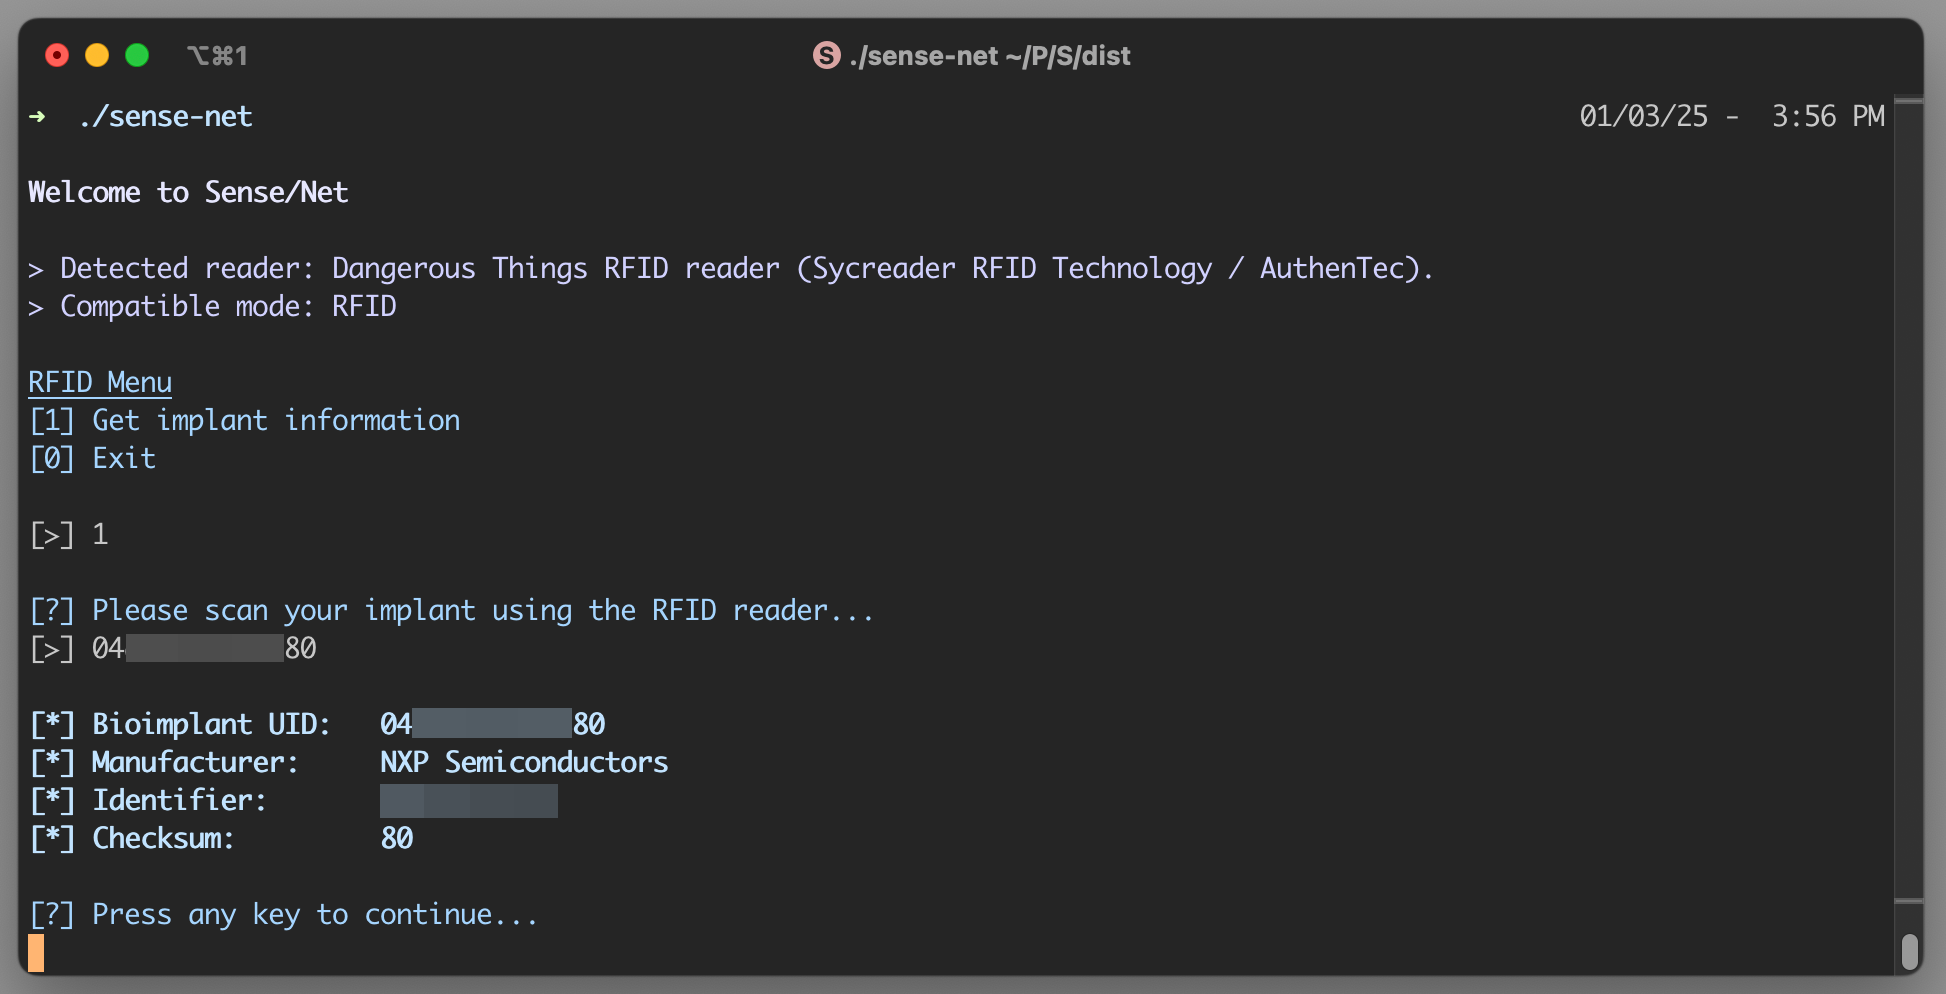 ⌥⌘1
S ./sense-net ~/P/S/dist
➜ ./sense-net 01/03/25 - 3:56 PM
Welcome to Sense/Net
> Detected reader: Dangerous Things RFID reader (Sycreader RFID Technology / AuthenTec).
> Compatible mode: RFID
RFID Menu
[1] Get implant information
[0] Exit
[>] 1
[?] Please scan your implant using the RFID reader...
[>] 04 80
[*] Bioimplant UID: 04 80
[*] Manufacturer: NXP Semiconductors
[*] Identifier:
[*] Checksum: 80
[?] Press any key to continue...